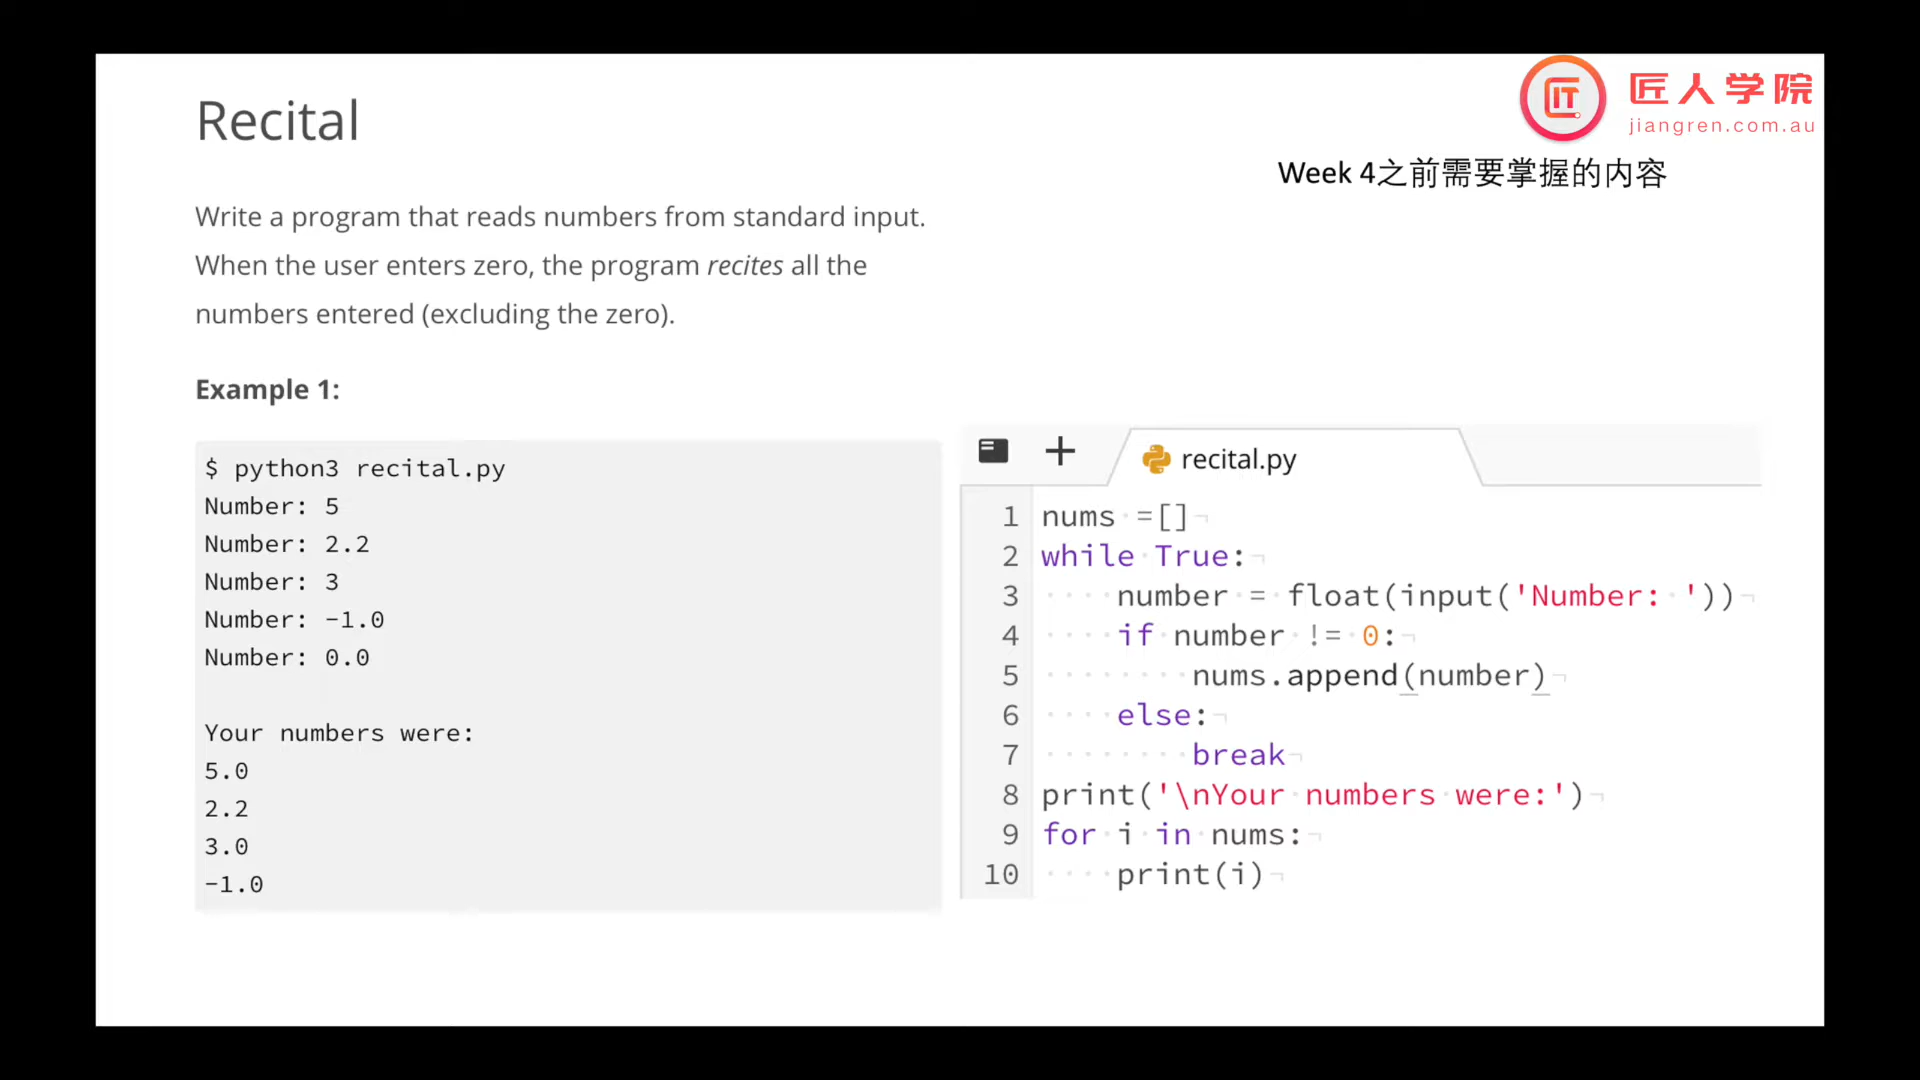 Recital
IT
匠人学院
jiangren.com.au
Week 4之前需要掌握的内容
Write a program that reads numbers from standard input.
When the user enters zero, the program recites all the
numbers entered (excluding the zero).
Example 1:
$ python3 recital.py
Number: 5
Number: 2.2
Number: 3
Number: -1.0
Number: 0.0
Your numbers were:
5.0
2.2
3.0
-1.0
recital.py
1 nums =[]
2 while True:
3     number = float(input('Number: '))
4     if number != 0:
5         nums.append(number)
6     else:
7         break
8 print('\nYour numbers were:')
9 for i in nums:
10     print(i)